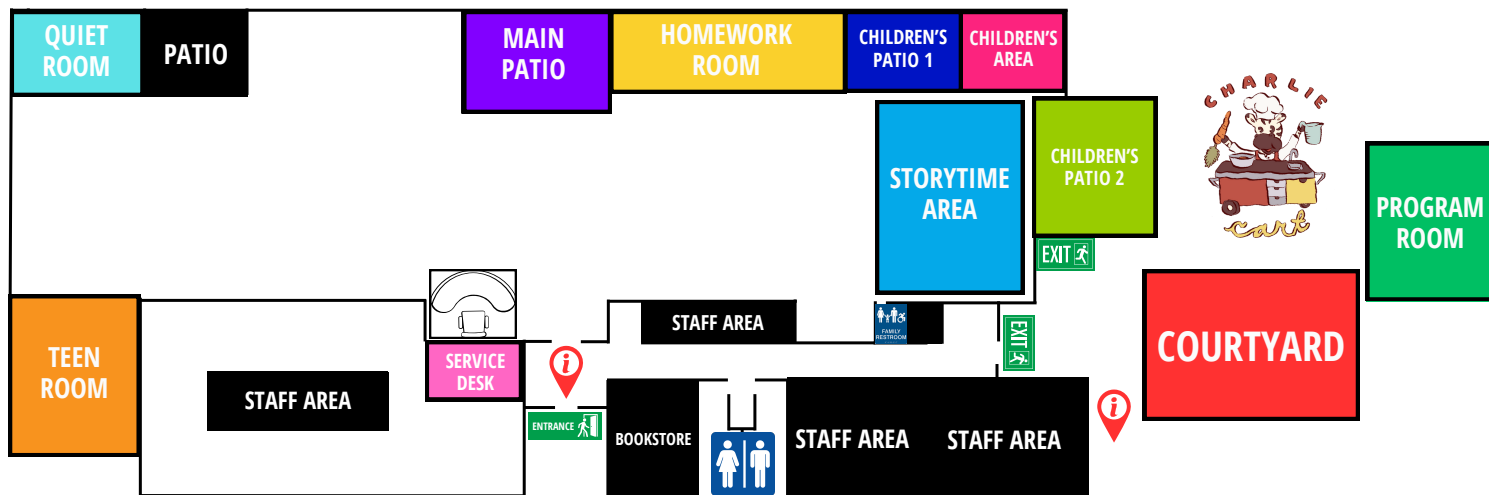 QUIET
ROOM
PATIO
MAIN
PATIO
HOMEWORK
ROOM
CHILDREN'S
PATIO 1
CHILDREN'S
AREA
CHARLIE
cart
STORYTIME
AREA
CHILDREN'S
PATIO 2
PROGRAM
ROOM
EXIT
COURTYARD
TEEN
ROOM
STAFF AREA
SERVICE
DESK
i
ENTRANCE
STAFF AREA
FAMILY
RESTROOM
EXIT
BOOKSTORE
STAFF AREA
STAFF AREA
i